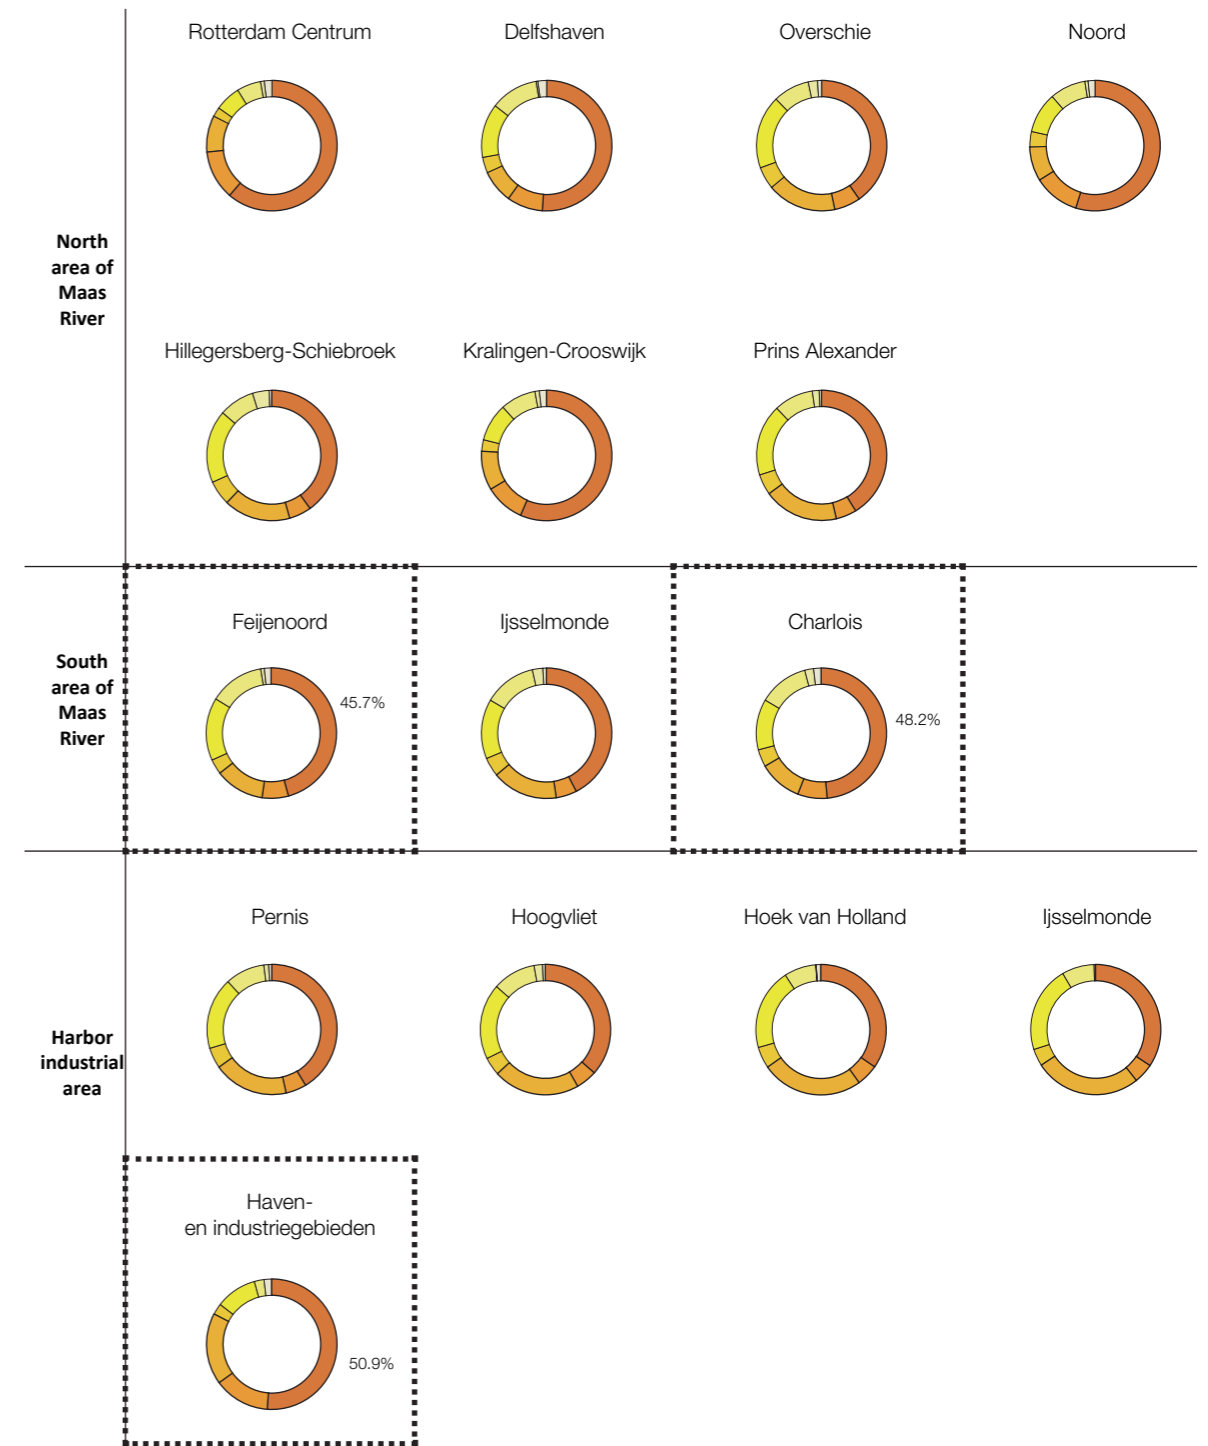 Rotterdam Centrum
Delfshaven
Overschie
Noord
North
area of
Maas
River
Hillegersberg-Schiebroek
Kralingen-Crooswijk
Prins Alexander
Feijenoord
Ijsselmonde
Charlois
South
area of
Maas
River
45.7%
48.2%
Pernis
Hoogvliet
Hoek van Holland
Ijsselmonde
Harbor
industrial
area
Haven-
en industriegebieden
50.9%